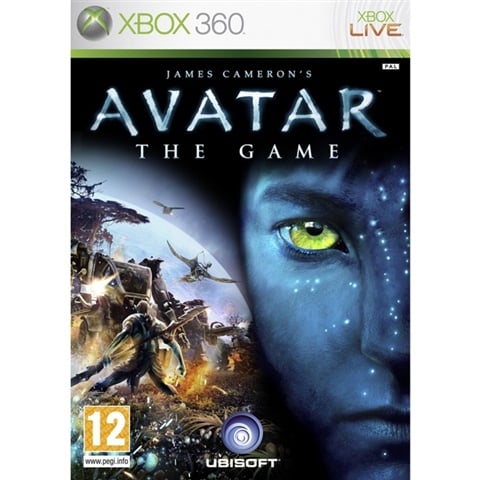 XBOX 360
XBOX
LIVE
PAL
JAMES CAMERON'S
AVATAR
THE GAME
12
www.pegi.info
UBISOFT